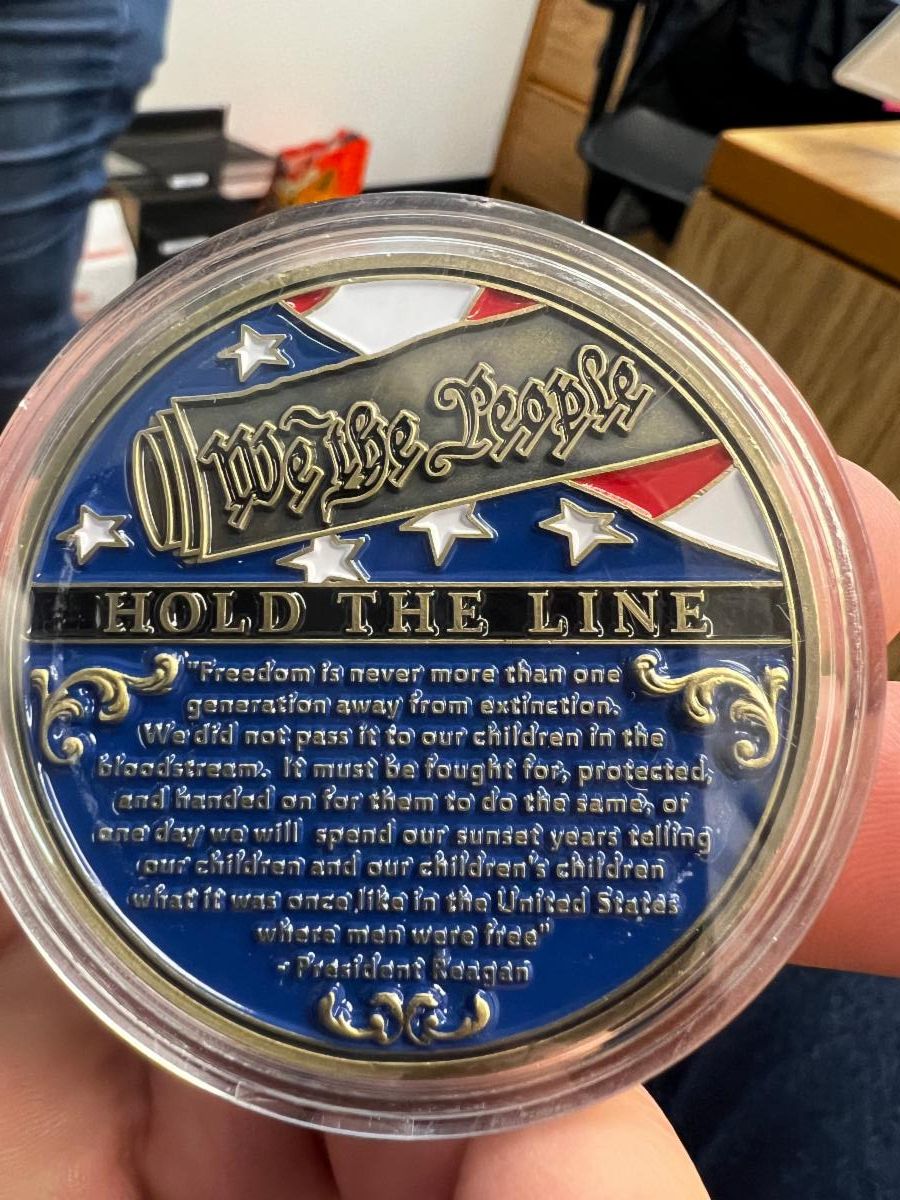 We the People
HOLD THE LINE
"Freedom is never more than one
generation away from extinction.
We did not pass it to our children in the
bloodstream. It must be fought for, protected,
and handed on for them to do the same, or
one day we will spend our sunset years telling
our children and our children's children
what it was once like in the United States
where men were free"
- President Reagan